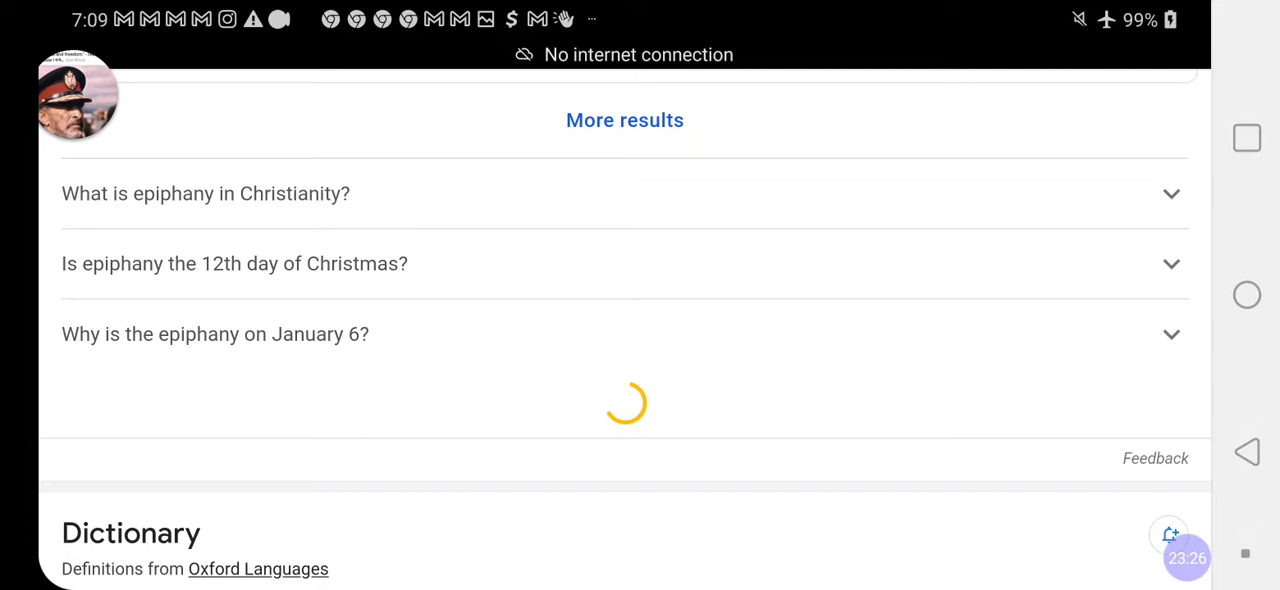 7:09
99%
No internet connection
More results
What is epiphany in Christianity?
Is epiphany the 12th day of Christmas?
Why is the epiphany on January 6?
Feedback
Dictionary
Definitions from Oxford Languages
23:26